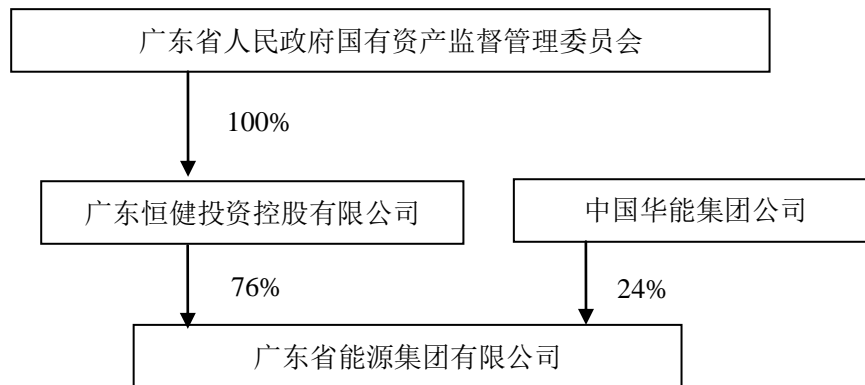 广东省人民政府国有资产监督管理委员会
100%
广东恒健投资控股有限公司
中国华能集团公司
76%
24%
广东省能源集团有限公司